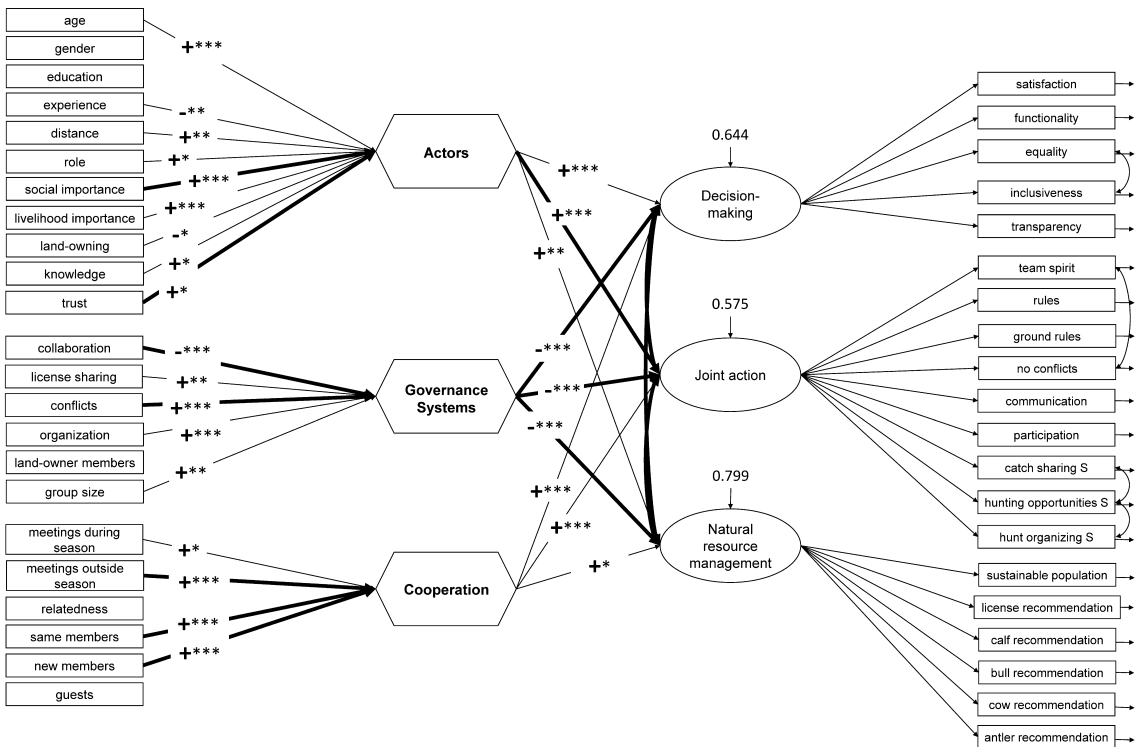 age
+***
gender
education
experience
-**
distance
+**
role
+*
social importance
+***
livelihood importance
+***
land-owning
-*
knowledge
+*
trust
+*
collaboration
-***
license sharing
+**
conflicts
+***
organization
+***
land-owner members
group size
+**
meetings during
season
+*
meetings outside
season
+***
relatedness
same members
+***
new members
+***
guests
Actors
Governance
Systems
Cooperation
+***
+***
+**
-***
-***
-***
+***
+***
+*
0.644
Decision-
making
0.575
Joint action
0.799
Natural
resource
management
satisfaction
functionality
equality
inclusiveness
transparency
team spirit
rules
ground rules
no conflicts
communication
participation
catch sharing S
hunting opportunities S
hunt organizing S
sustainable population
license recommendation
calf recommendation
bull recommendation
cow recommendation
antler recommendation